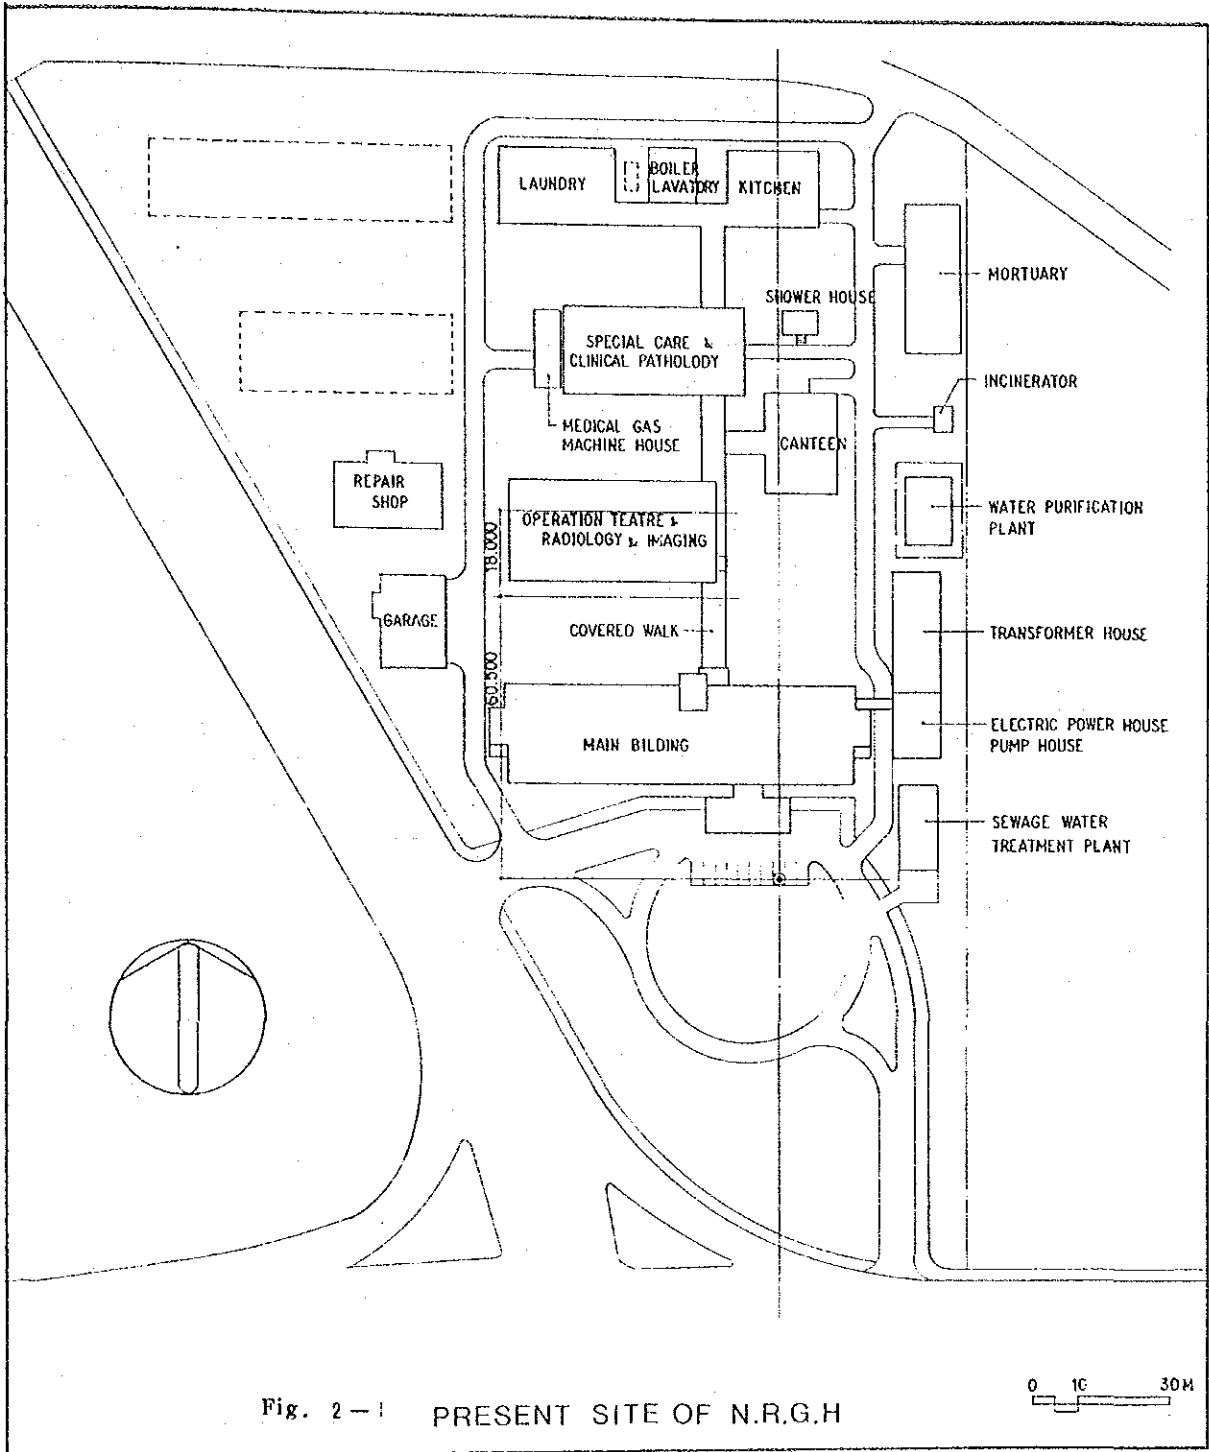 LAUNDRY
BOILER
LAVATORY
KITCHEN
MORTUARY
SHOWER HOUSE
SPECIAL CARE &
CLINICAL PATHOLODY
INCINERATOR
MEDICAL GAS
MACHINE HOUSE
CANTEEN
REPAIR
SHOP
WATER PURIFICATION
PLANT
OPERATION TEATRE &
RADIOLOGY & IMAGING
18.000
GARAGE
COVERED WALK
TRANSFORMER HOUSE
60.500
MAIN BILDING
ELECTRIC POWER HOUSE
PUMP HOUSE
SEWAGE WATER
TREATMENT PLANT
0 10 30M
Fig. 2-1 PRESENT SITE OF N.R.G.H